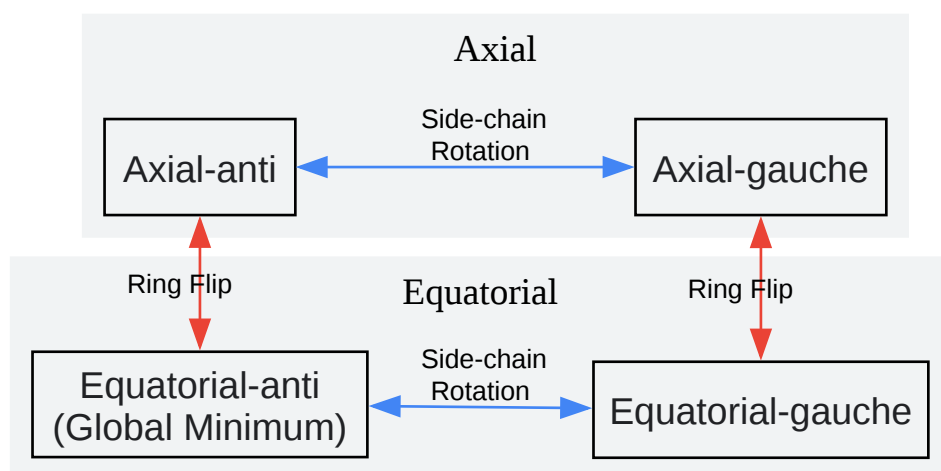 Axial
Side-chain
Rotation
Axial-anti
Axial-gauche
Ring Flip
Ring Flip
Equatorial
Side-chain
Rotation
Equatorial-anti
(Global Minimum)
Equatorial-gauche